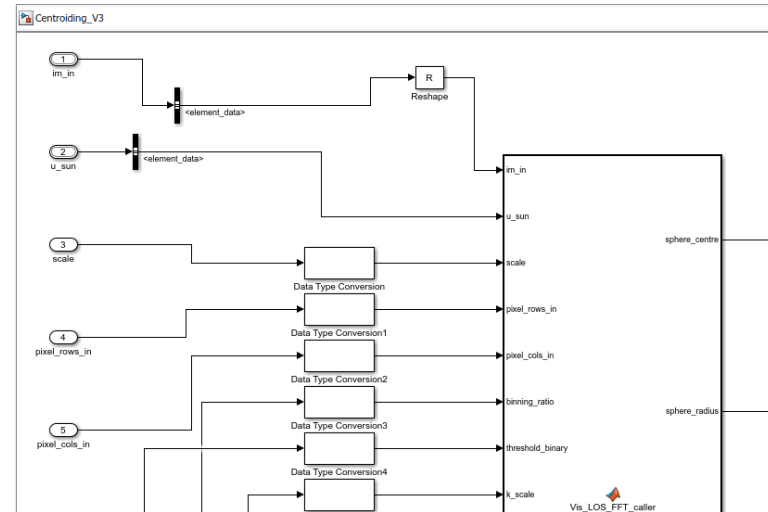 Centroiding_V3
1
im_in
<element_data>
R
Reshape
2
u_sun
<element_data>
im_in
u_sun
sphere_centre
3
scale
scale
Data Type Conversion
pixel_rows_in
4
pixel_rows_in
Data Type Conversion1
pixel_cols_in
Data Type Conversion2
binning_ratio
sphere_radius
5
pixel_cols_in
Data Type Conversion3
threshold_binary
Data Type Conversion4
k_scale
Vis_LOS_FFT_caller